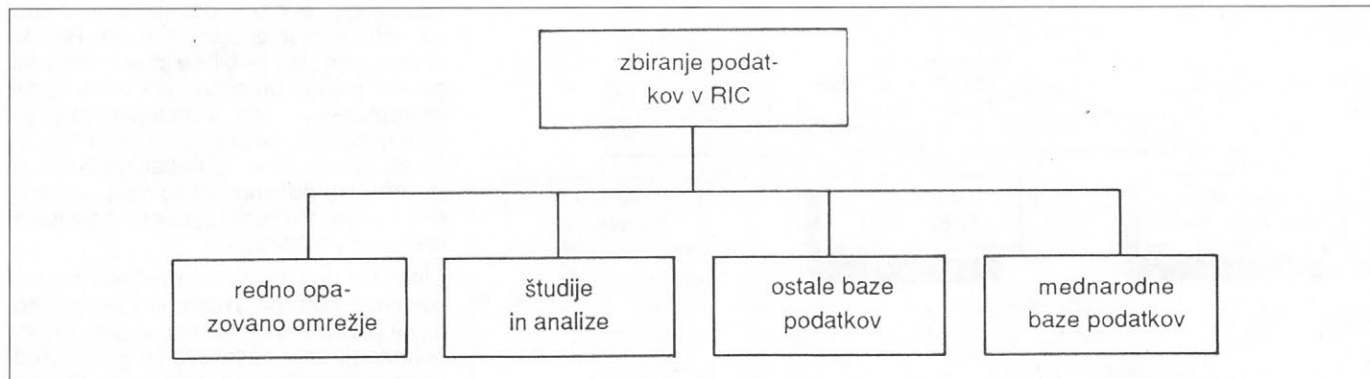 zbiranje podat-
kov v RIC
redno opa-
zovano omrežje
študije
in analize
ostale baze
podatkov
mednarodne
baze podatkov